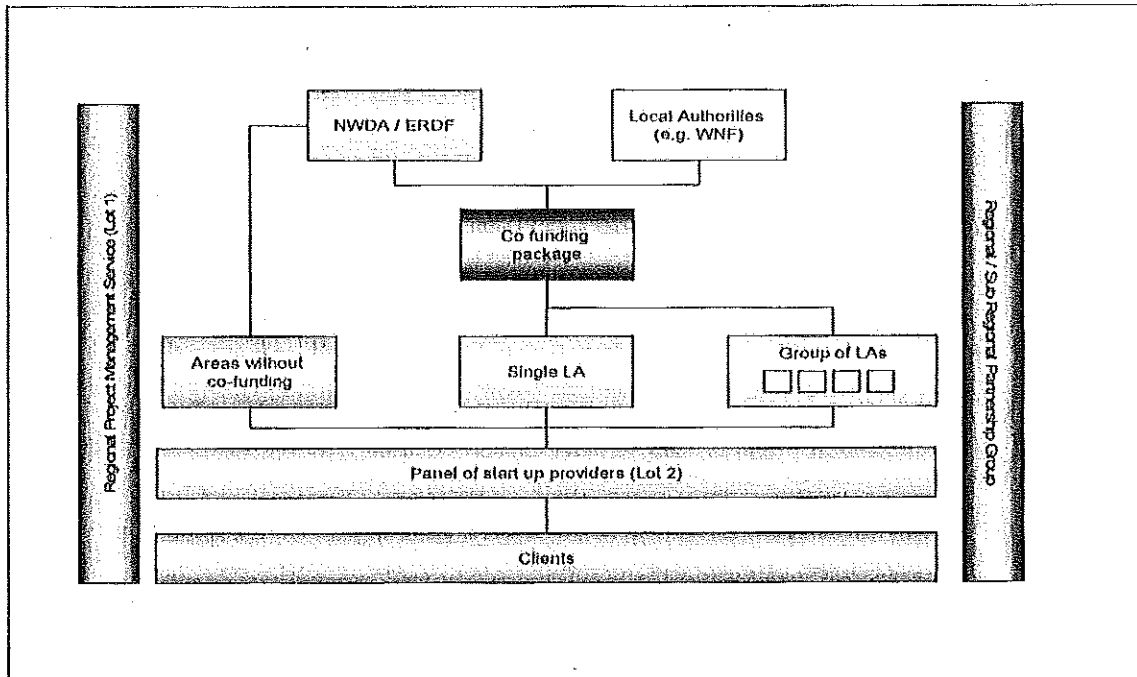 NWDA / ERDF
Local Authorities
(e.g. WNF)
Co funding
package
Areas without
co-funding
Single LA
Group of LAs
Panel of start up providers (Lot 2)
Clients
Regional Project Management Service (Lot 1)
Regional / Sub Regional Partnership Group